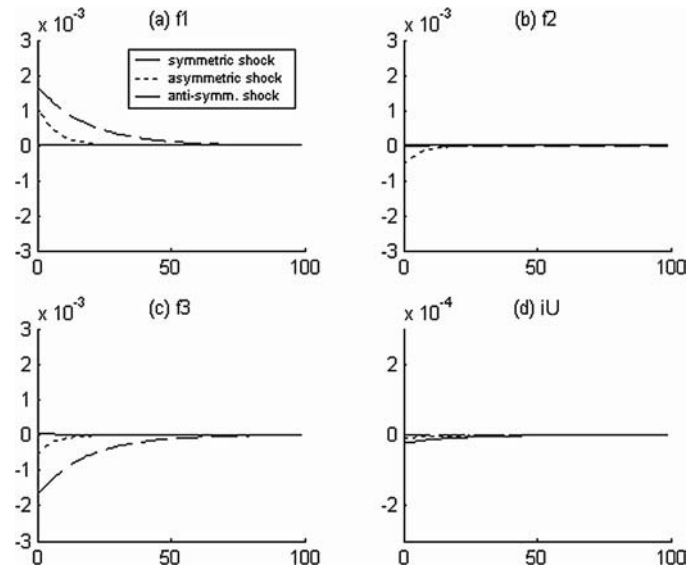 x 10⁻³ (a) f1
3
2
1
0
-1
-2
-3
0 50 100
symmetric shock
asymmetric shock
anti-symm. shock
x 10⁻³ (b) f2
3
2
1
0
-1
-2
-3
0 50 100
x 10⁻³ (c) f3
3
2
1
0
-1
-2
-3
0 50 100
x 10⁻⁴ (d) iU
2
0
-2
0 50 100